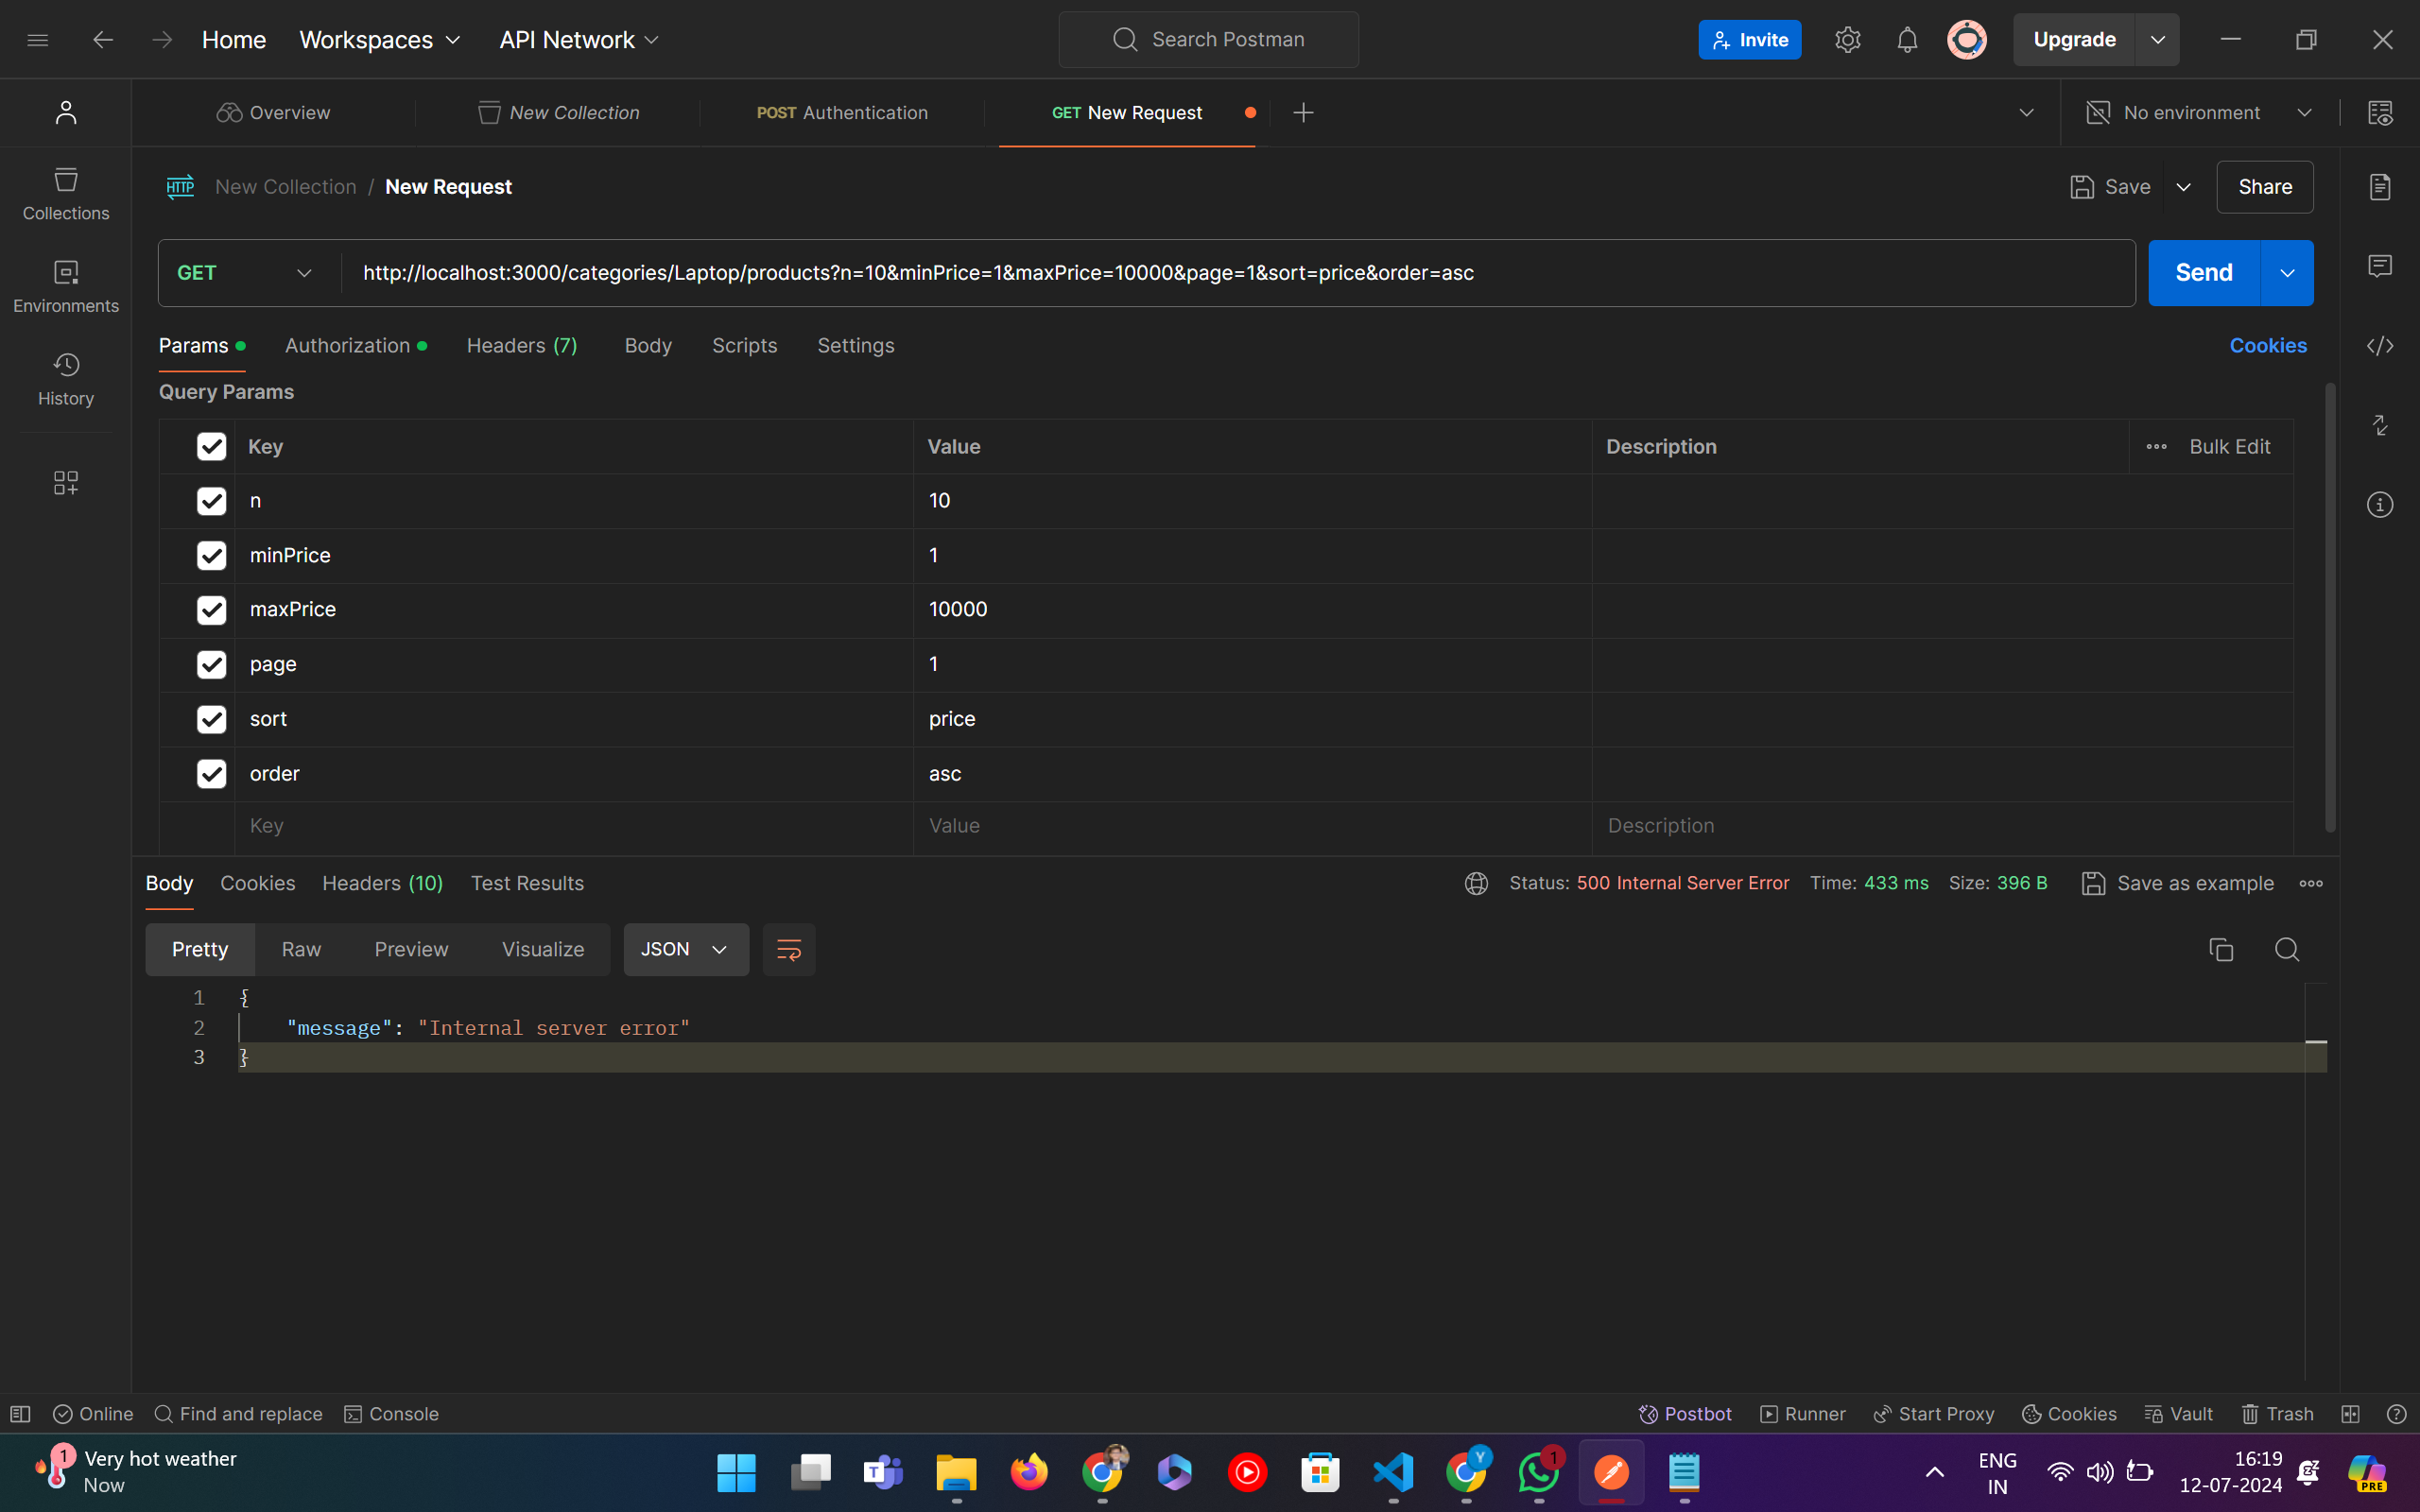 Home Workspaces API Network Search Postman Invite Upgrade
Overview New Collection POST Authentication GET New Request No environment
HTTP New Collection / New Request Save Share
Collections
GET http://localhost:3000/categories/Laptop/products?n=10&minPrice=1&maxPrice=10000&page=1&sort=price&order=asc Send
Environments
Params Authorization Headers (7) Body Scripts Settings Cookies
History
Query Params
Key Value Description Bulk Edit
n 10
minPrice 1
maxPrice 10000
page 1
sort price
order asc
Key Value Description
Body Cookies Headers (10) Test Results Status: 500 Internal Server Error Time: 433 ms Size: 396 B Save as example
Pretty Raw Preview Visualize JSON
1 {
2 "message": "Internal server error"
3 }
Online Find and replace Console Postbot Runner Start Proxy Cookies Vault Trash
1 Very hot weather
Now
T
Y
1
ENG
IN
16:19
12-07-2024
PRE